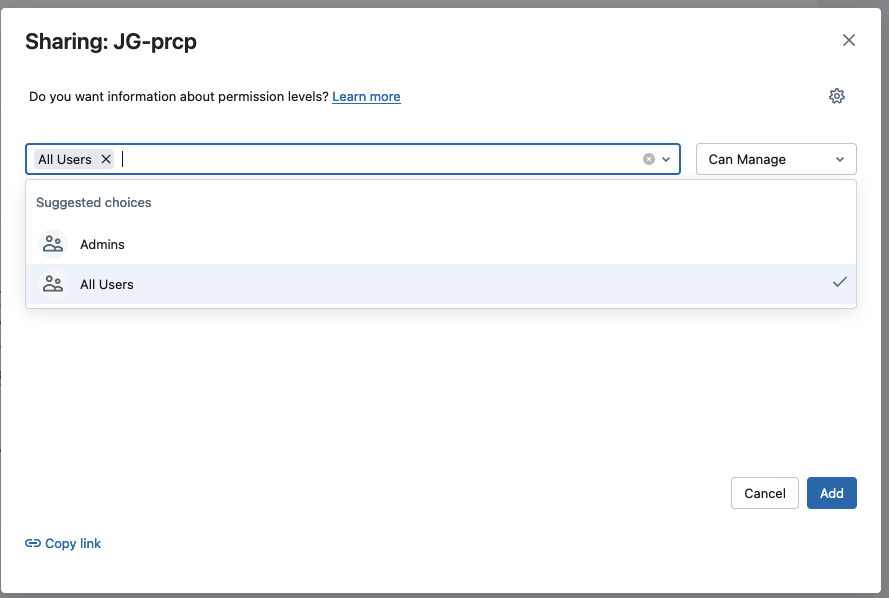 Sharing: JG-prcp
Do you want information about permission levels? Learn more
All Users
Can Manage
Suggested choices
Admins
All Users
Cancel
Add
Copy link